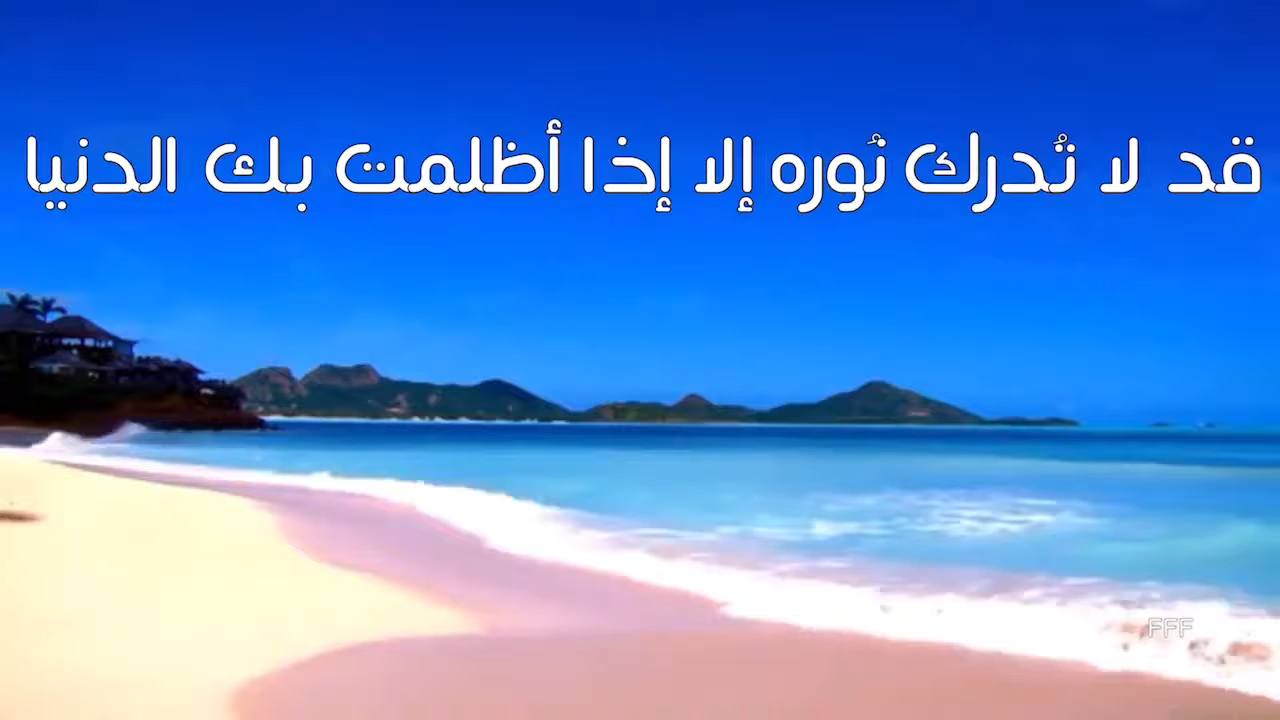 قد لا تُدرك نُوره إلا إذا أظلمت بك الدنيا
FFF